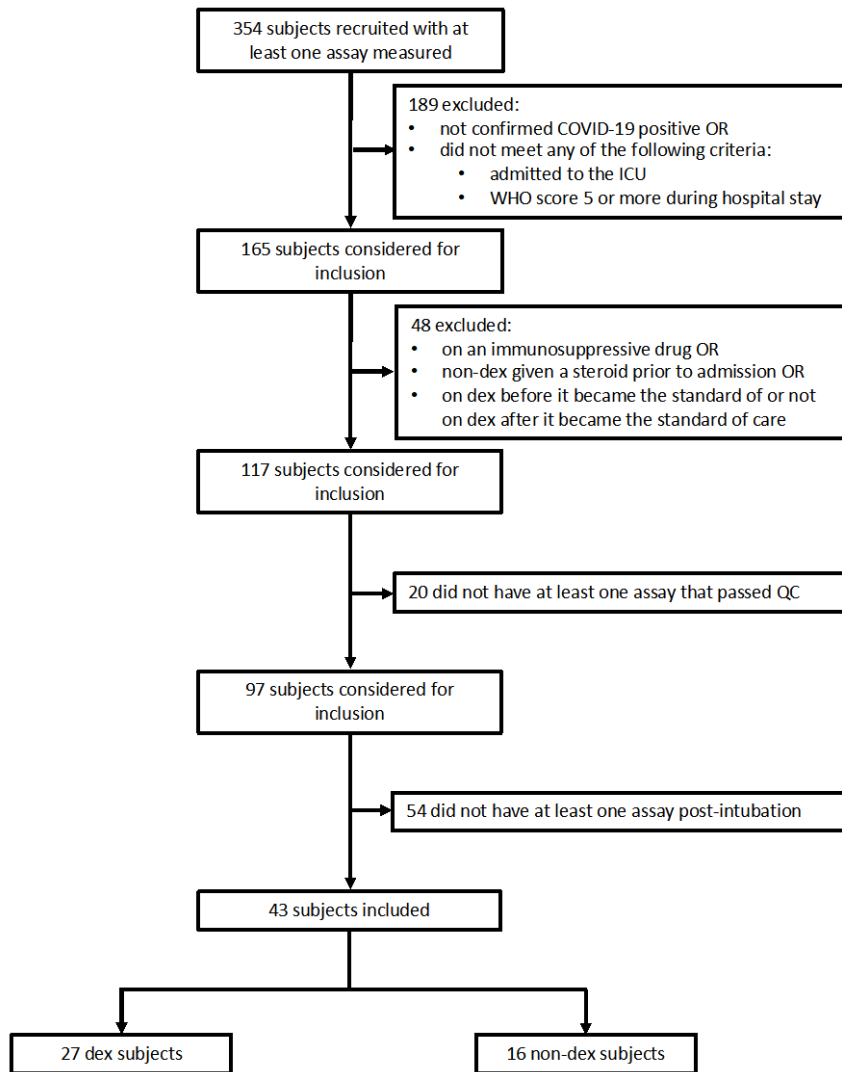 354 subjects recruited with at
least one assay measured
189 excluded:
• not confirmed COVID-19 positive OR
• did not meet any of the following criteria:
• admitted to the ICU
• WHO score 5 or more during hospital stay
165 subjects considered for
inclusion
48 excluded:
• on an immunosuppressive drug OR
• non-dex given a steroid prior to admission OR
• on dex before it became the standard of or not
on dex after it became the standard of care
117 subjects considered for
inclusion
20 did not have at least one assay that passed QC
97 subjects considered for
inclusion
54 did not have at least one assay post-intubation
43 subjects included
27 dex subjects
16 non-dex subjects